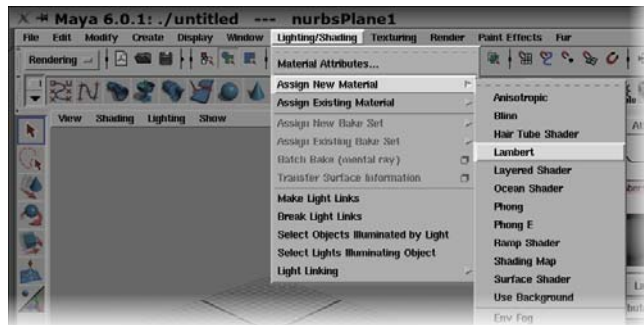 Maya 6.0.1: ./untitled --- nurbsPlane1
File Edit Modify Create Display Window Lighting/Shading Texturing Render Paint Effects Fur
Rendering
View Shading Lighting Show
Material Attributes...
Assign New Material
Assign Existing Material
Assign New Bake Set
Assign Existing Bake Set
Batch Bake (mental ray)
Transfer Surface Information
Make Light Links
Break Light Links
Select Objects Illuminated by Light
Select Lights Illuminating Object
Light Linking
Anisotropic
Blinn
Hair Tube Shader
Lambert
Layered Shader
Ocean Shader
Phong
Phong E
Ramp Shader
Shading Map
Surface Shader
Use Background
Env Fog